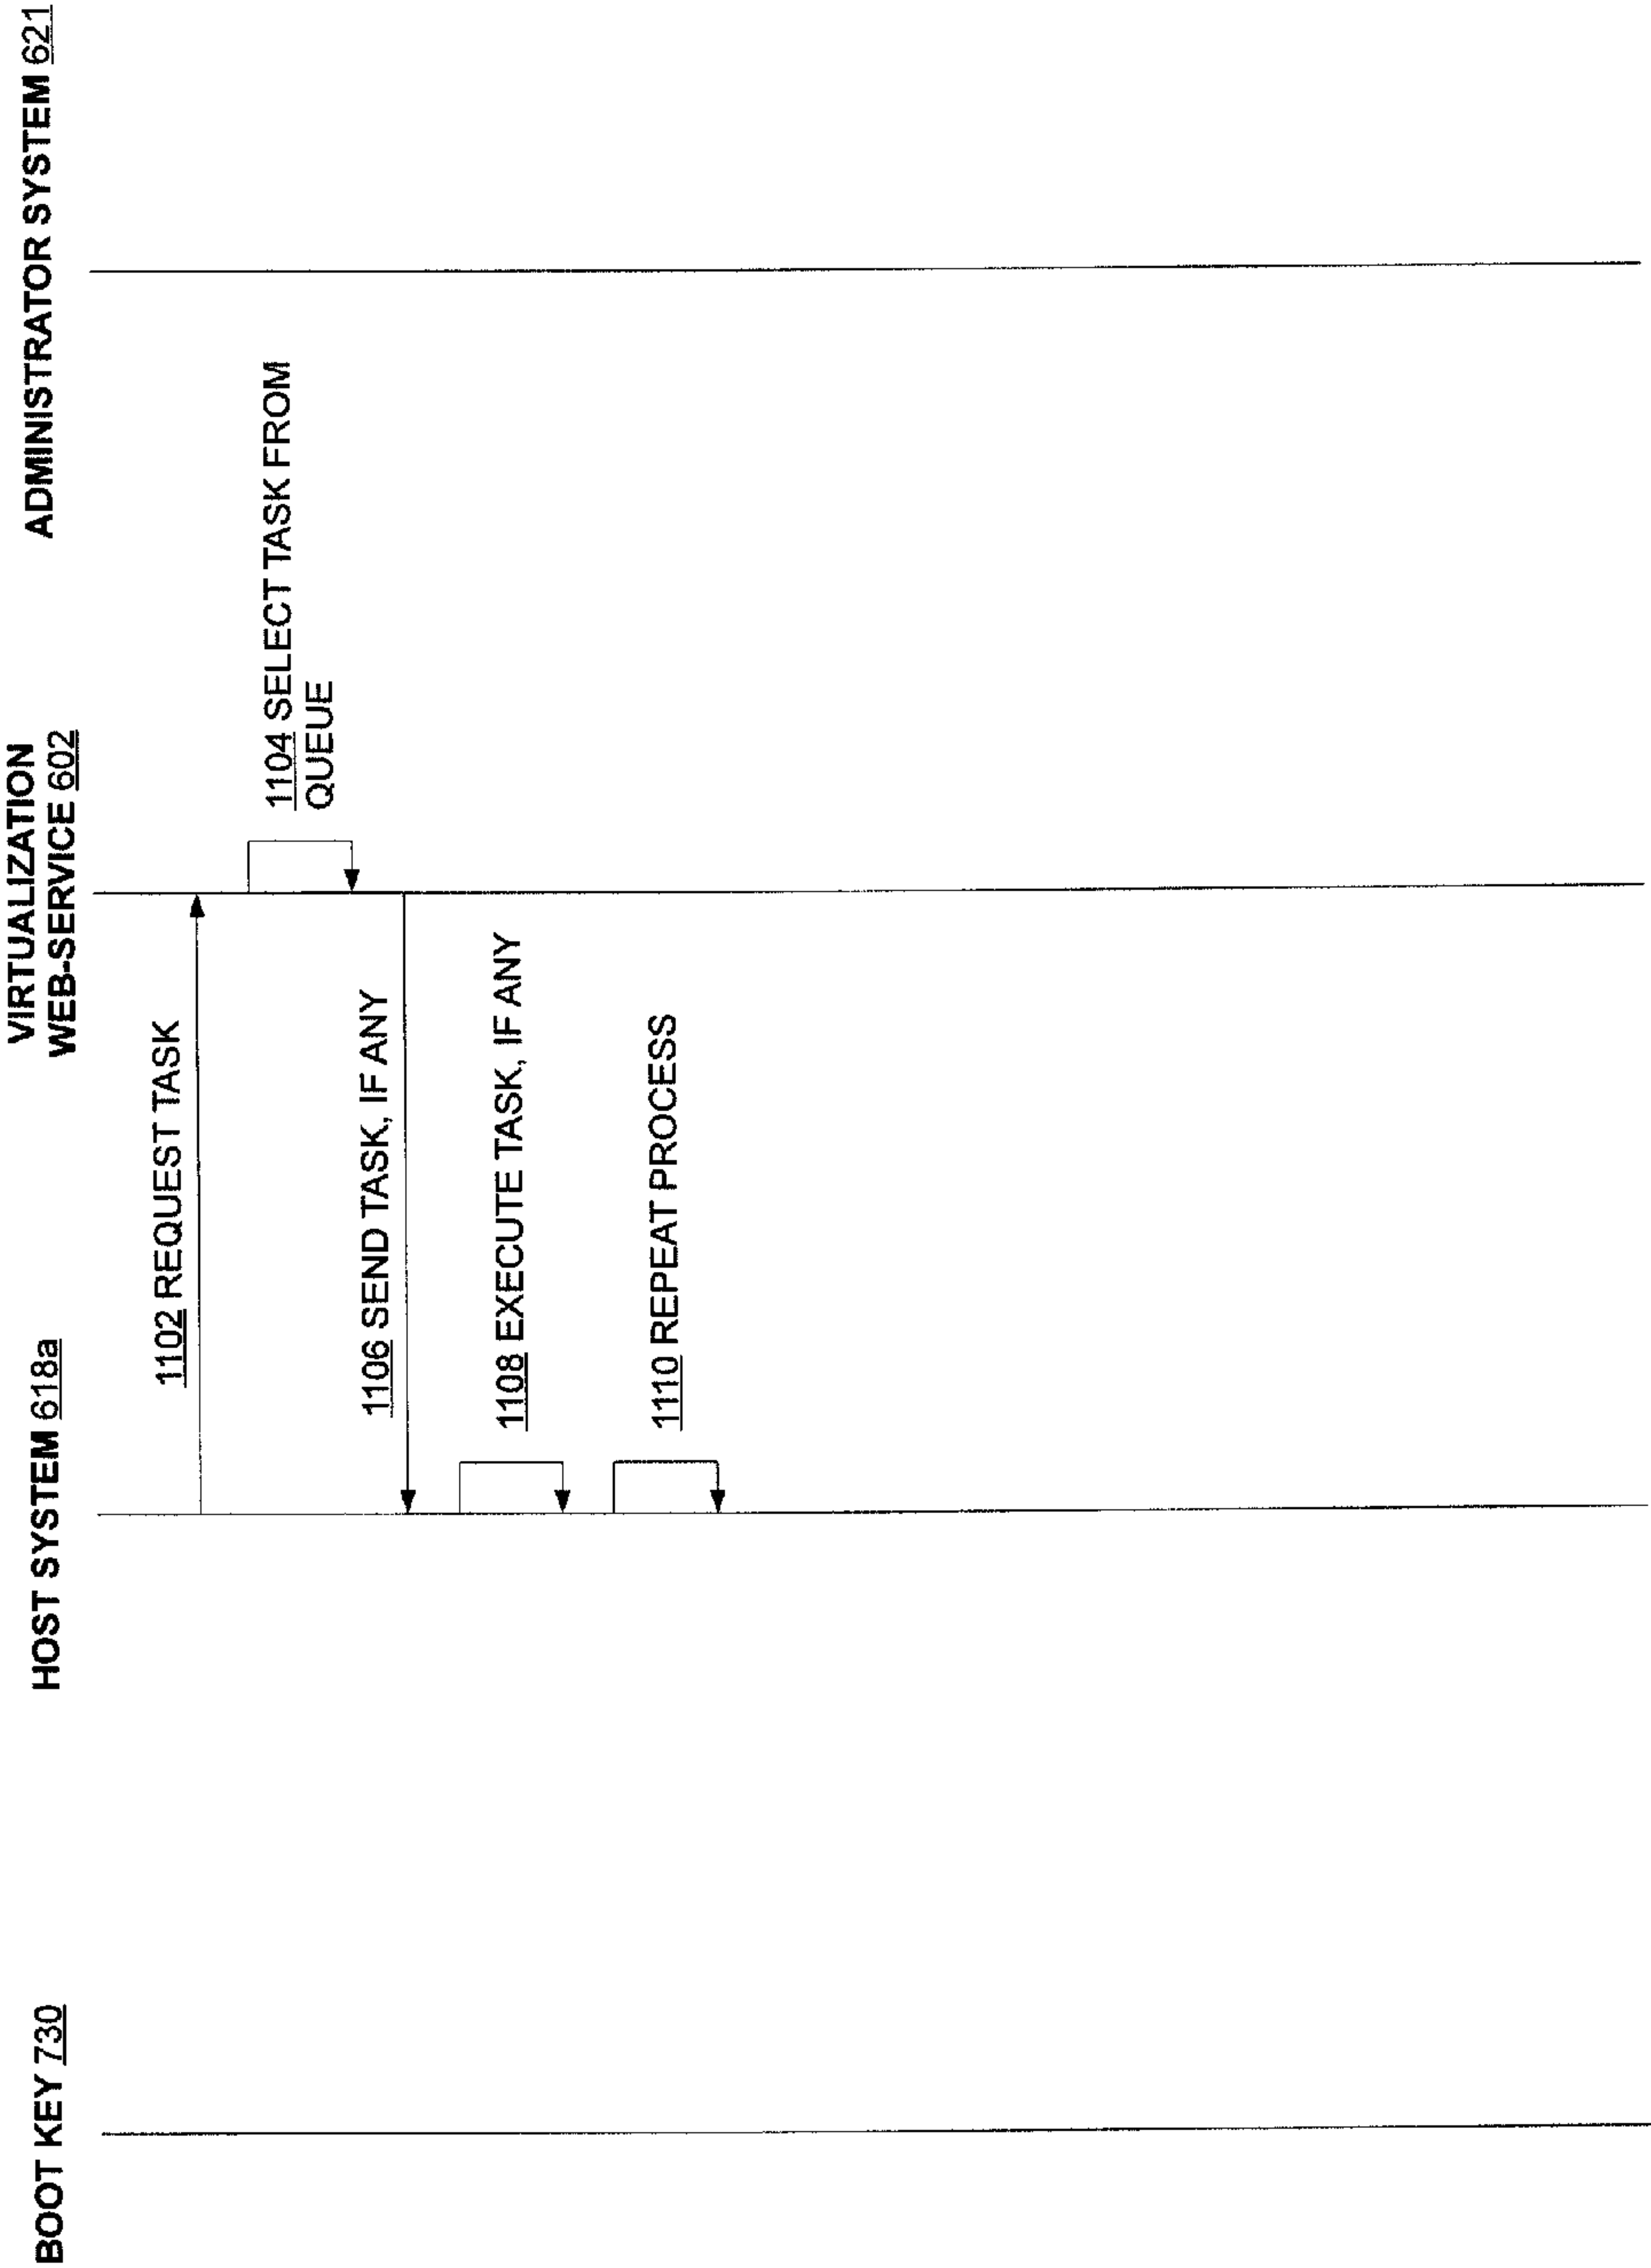 BOOT KEY 730
HOST SYSTEM 618a
VIRTUALIZATION
WEB-SERVICE 602
ADMINISTRATOR SYSTEM 621
1102 REQUEST TASK
1104 SELECT TASK FROM
QUEUE
1106 SEND TASK, IF ANY
1108 EXECUTE TASK, IF ANY
1110 REPEAT PROCESS